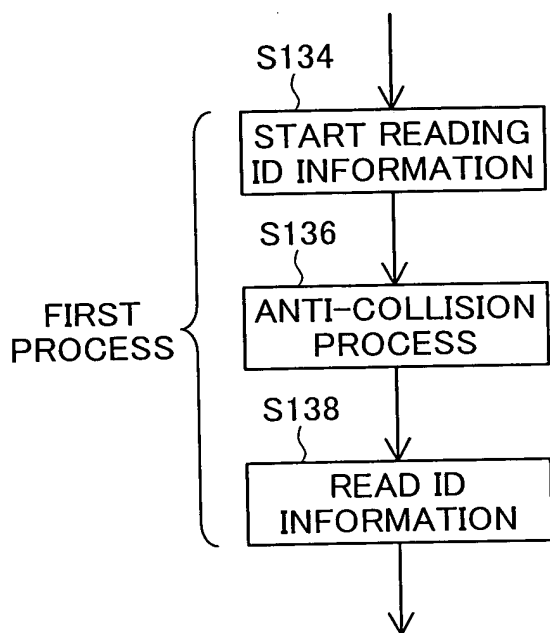 S134
START READING
ID INFORMATION
S136
ANTI-COLLISION
PROCESS
FIRST
PROCESS
S138
READ ID
INFORMATION